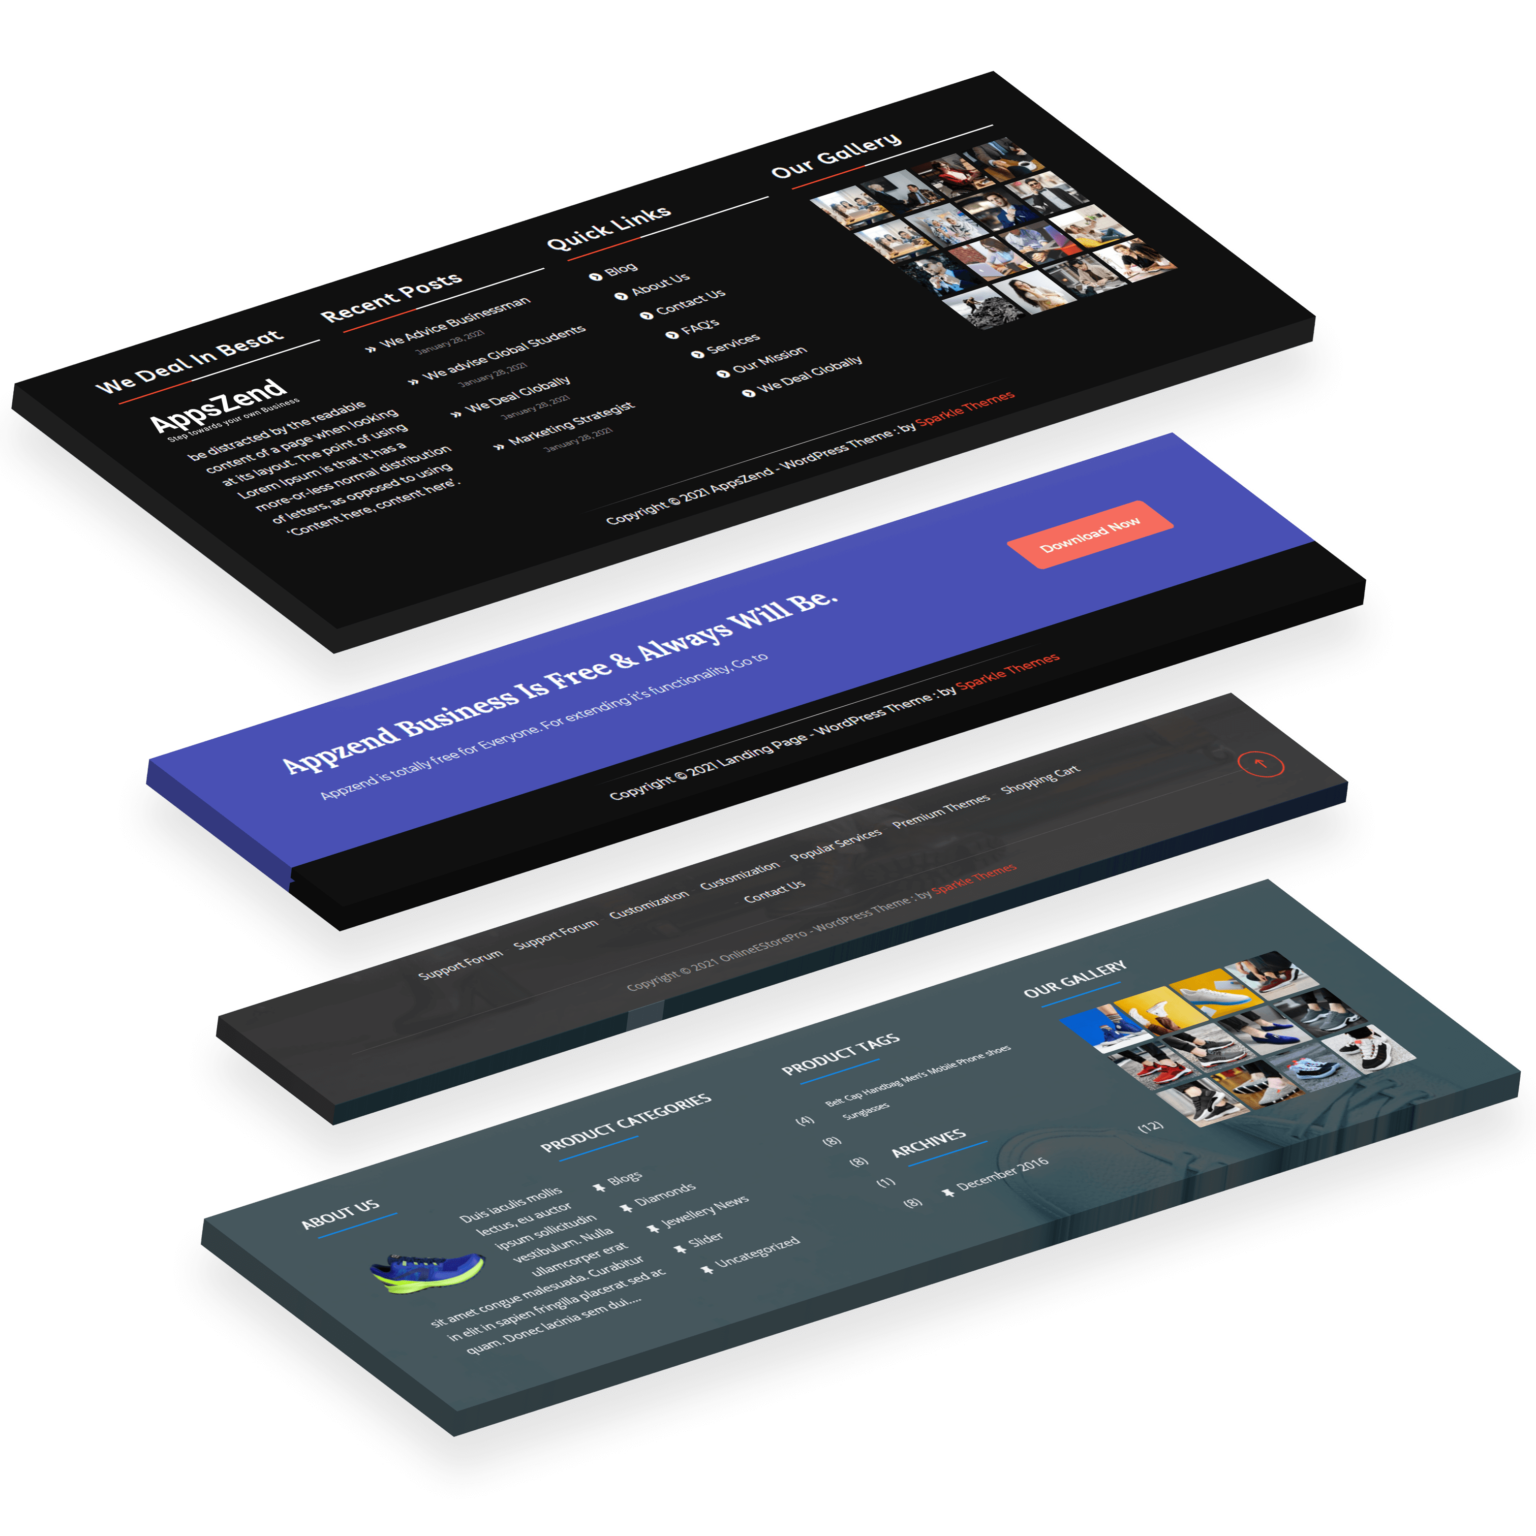 We Deal In Besat
AppsZend
Step towards your own Business
be distracted by the readable
content of a page when looking
at its layout. The point of using
Lorem Ipsum is that it has a
more-or-less normal distribution
of letters, as opposed to using
'Content here, content here'.
Recent Posts
» We Advice Businessman
January 28, 2021
» We advise Global Students
January 28, 2021
» We Deal Globally
January 28, 2021
» Marketing Strategist
January 28, 2021
Quick Links
Blog
About Us
Contact Us
FAQ's
Services
Our Mission
We Deal Globally
Our Gallery
Copyright © 2021 AppsZend - WordPress Theme : by Sparkle Themes
Appzend Business Is Free & Always Will Be.
Appzend is totally free for Everyone. For extending it's functionality, Go to
Download Now
Copyright © 2021 Landing Page - WordPress Theme : by Sparkle Themes
Support Forum Support Forum Customization Customization Popular Services Premium Themes Shopping Cart
Contact Us
Copyright © 2021 OnlineEStorePro - WordPress Theme : by Sparkle Themes
ABOUT US
Duis iaculis mollis
lectus, eu auctor
ipsum sollicitudin
vestibulum. Nulla
ullamcorper erat
sit amet congue malesuada. Curabitur
in elit in sapien fringilla placerat sed ac
quam. Donec lacinia sem dui....
PRODUCT CATEGORIES
Blogs (4)
Diamonds (8)
Jewellery News (8)
Slider (1)
Uncategorized (8)
PRODUCT TAGS
Belt Cap Handbag Men's Mobile Phone shoes
Sunglasses
ARCHIVES
December 2016 (12)
OUR GALLERY